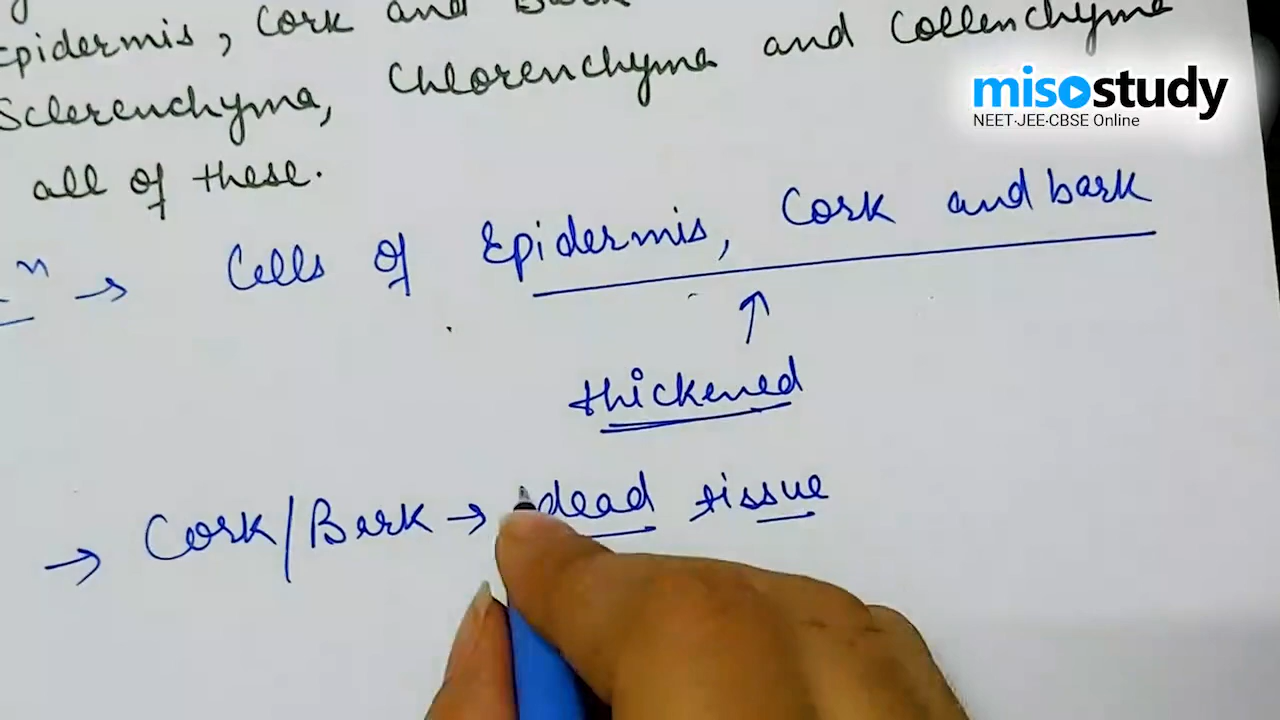 Epidermis, Cork and Bark
Sclerenchyma, Chlorenchyma and Collenchyma
all of these.
misostudy
NEET-JEE-CBSE Online
n → Cells of Epidermis, Cork and bark
↑
thickened
→ Cork/Bark → dead tissue